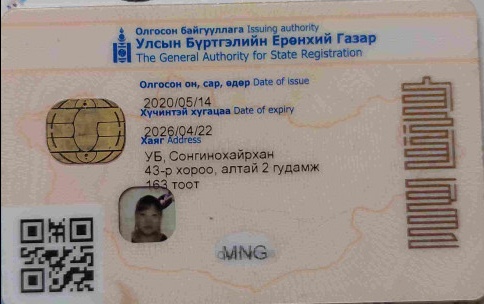 Олгосон байгууллага Issuing authority
Улсын Бүртгэлийн Ерөнхий Газар
The General Authority for State Registration
Олгосон он, сар, өдөр Date of issue
2020/05/14
Хүчинтэй хугацаа Date of expiry
2026/04/22
Хаяг Address
УБ, Сонгинохайрхан
43-р хороо, алтай 2 гудамж
163 тоот
MNG